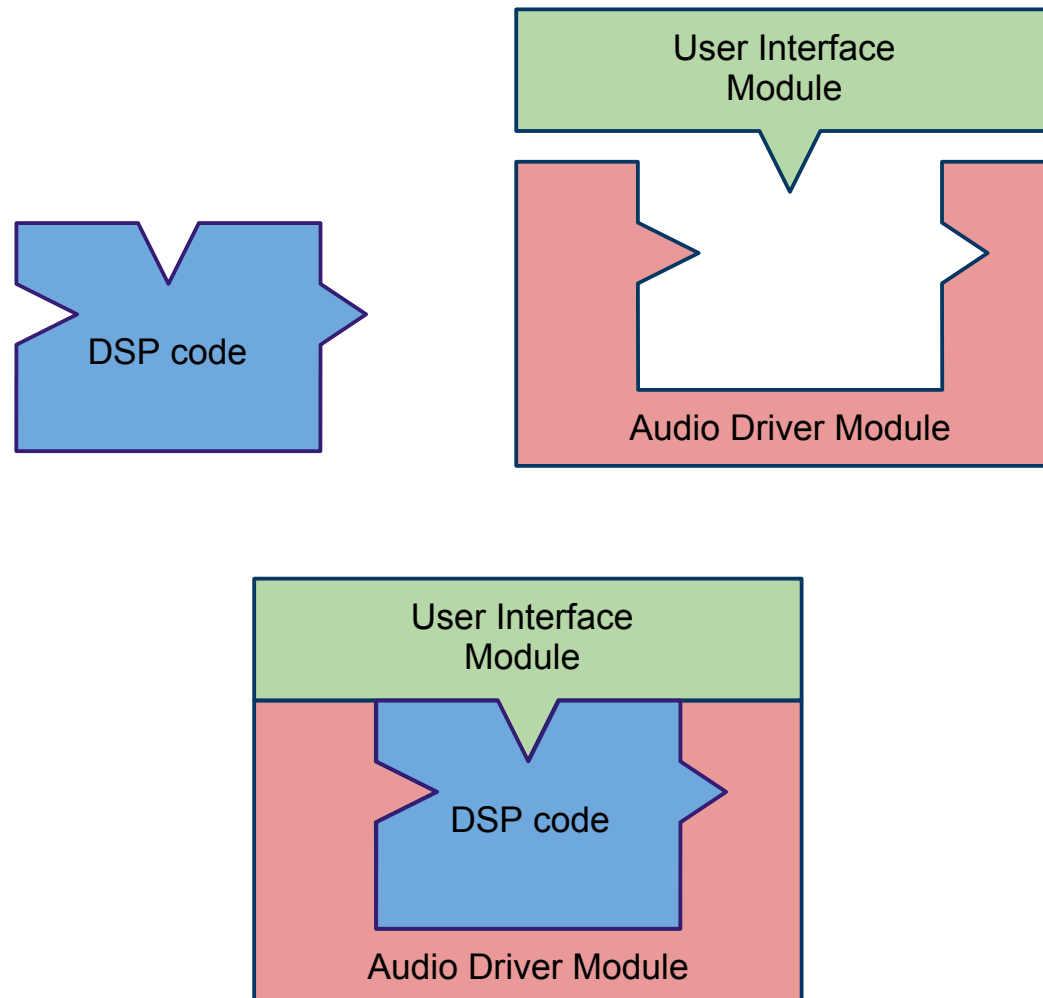 User Interface
Module
DSP code
Audio Driver Module
User Interface
Module
DSP code
Audio Driver Module